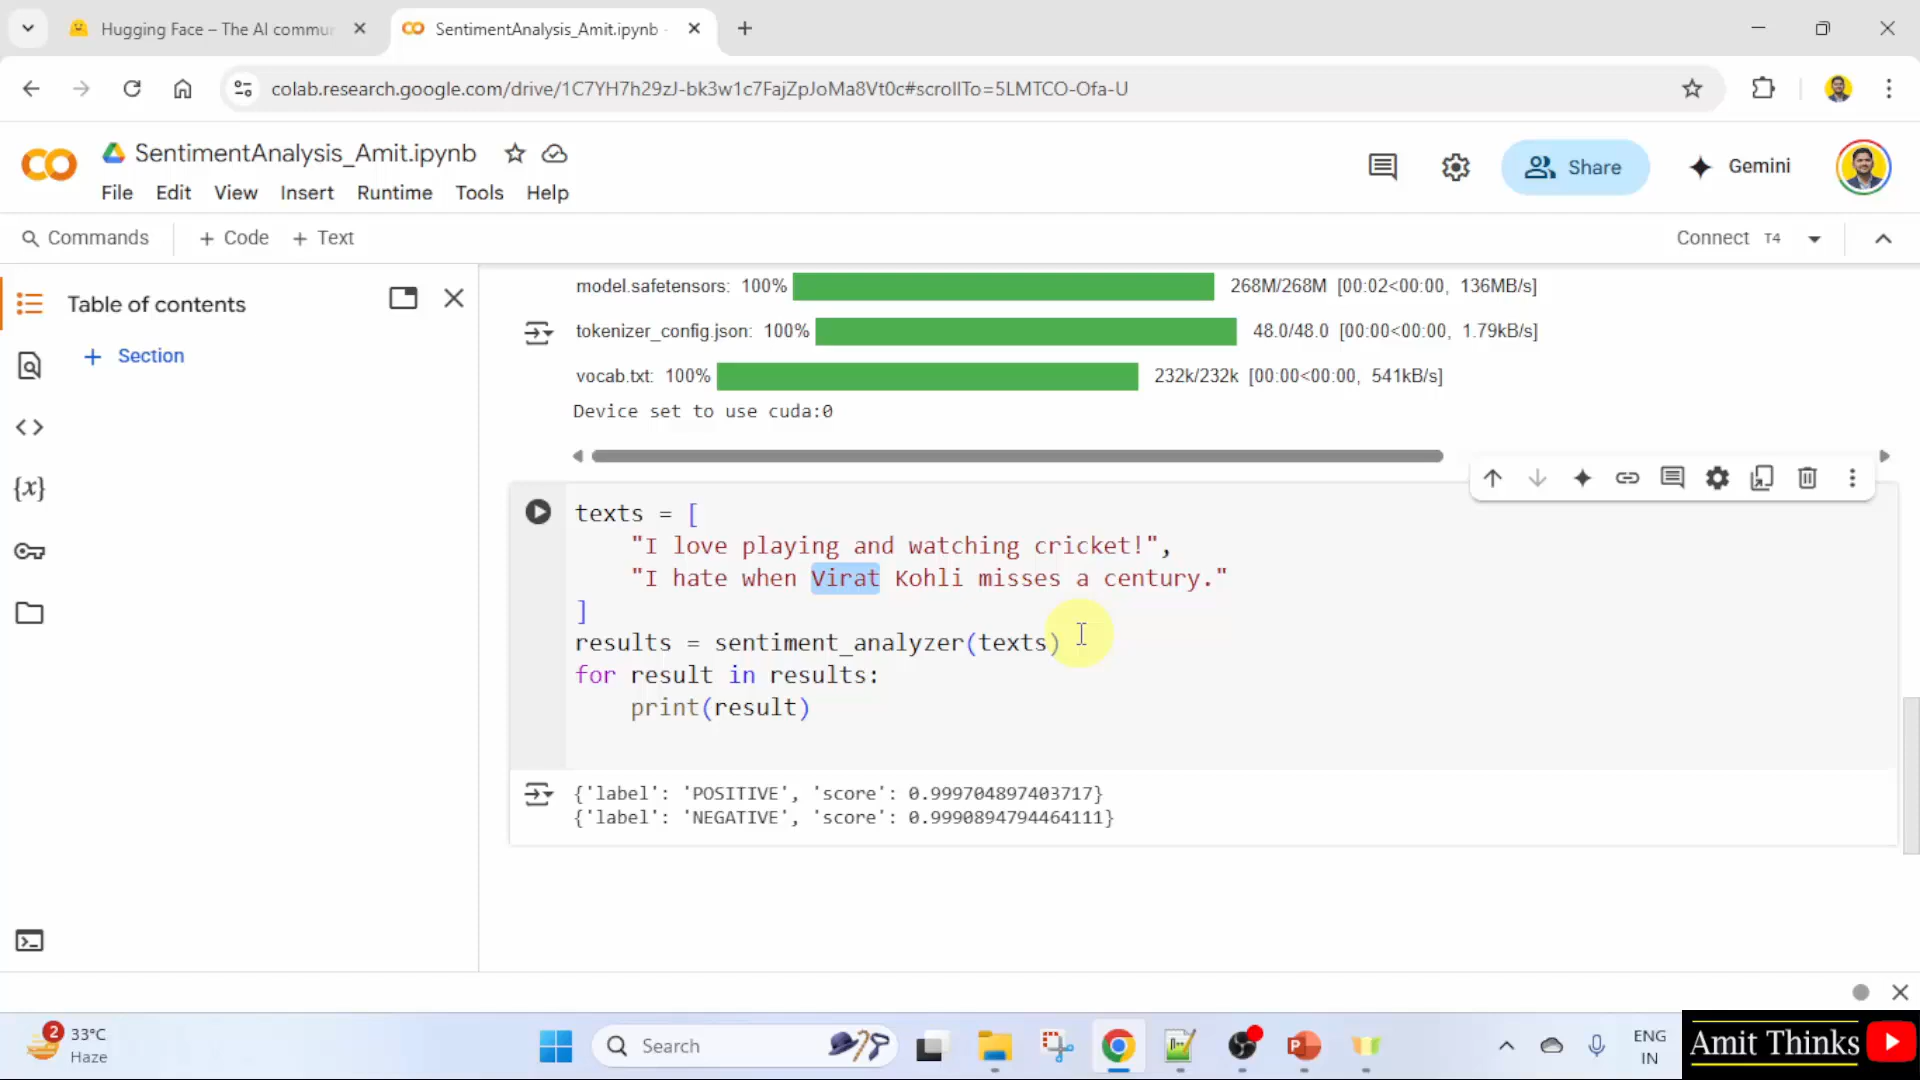 Hugging Face – The AI commun
SentimentAnalysis_Amit.ipynb -
colab.research.google.com/drive/1C7YH7h29zJ-bk3w1c7FajZpJoMa8Vt0c#scrollTo=5LMTCO-Ofa-U
CO SentimentAnalysis_Amit.ipynb
File Edit View Insert Runtime Tools Help
Share
Gemini
Commands + Code + Text
Connect T4
Table of contents
+ Section
model.safetensors: 100% 268M/268M [00:02<00:00, 136MB/s]
tokenizer_config.json: 100% 48.0/48.0 [00:00<00:00, 1.79kB/s]
vocab.txt: 100% 232k/232k [00:00<00:00, 541kB/s]
Device set to use cuda:0
texts = [
"I love playing and watching cricket!",
"I hate when Virat Kohli misses a century."
]
results = sentiment_analyzer(texts)
for result in results:
print(result)
{'label': 'POSITIVE', 'score': 0.999704897403717}
{'label': 'NEGATIVE', 'score': 0.9990894794464111}
{x}
2
33°C
Haze
Search
ENG
IN
Amit Thinks